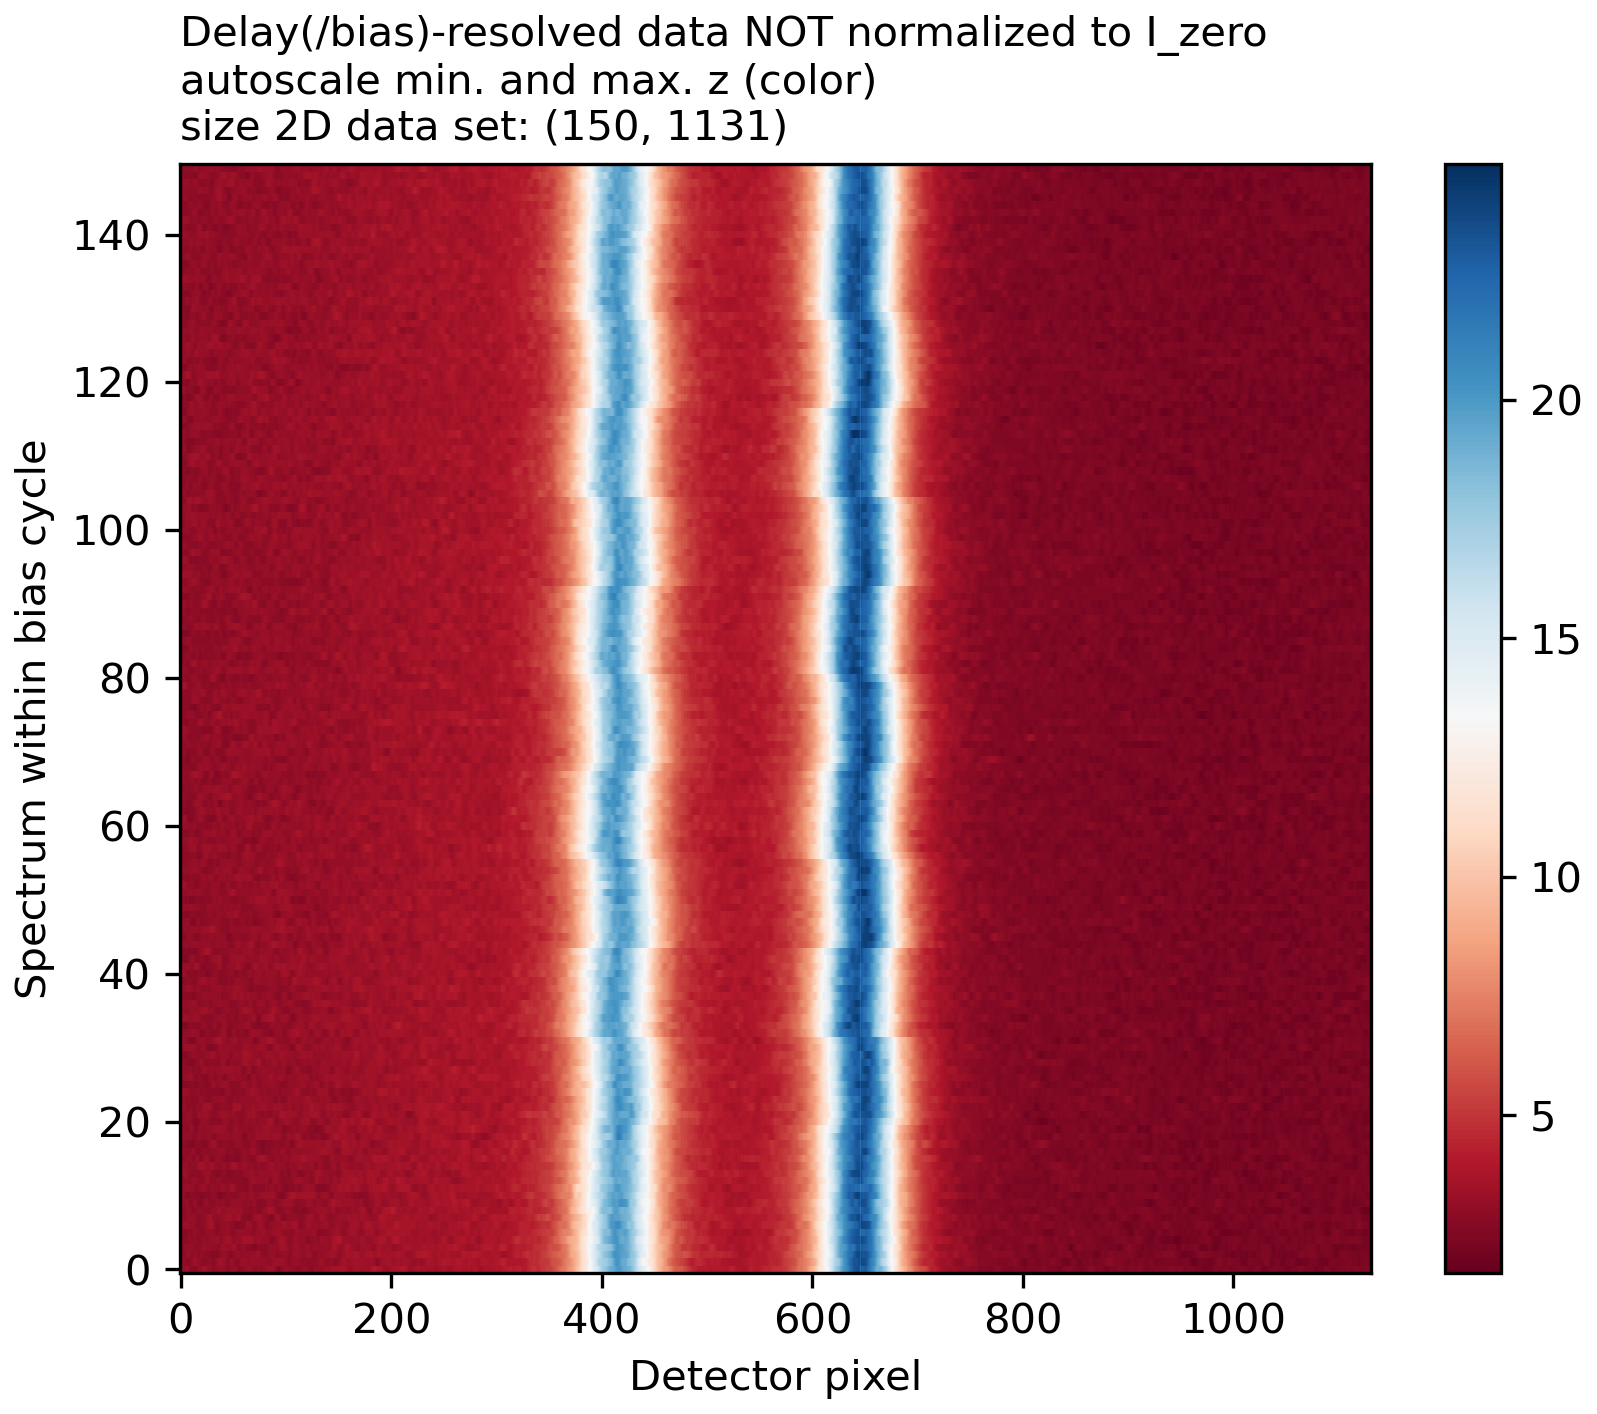 Delay(/bias)-resolved data NOT normalized to I_zero
autoscale min. and max. z (color)
size 2D data set: (150, 1131)
140
120
100
80
60
40
20
0
Spectrum within bias cycle
0 200 400 600 800 1000
Detector pixel
20
15
10
5